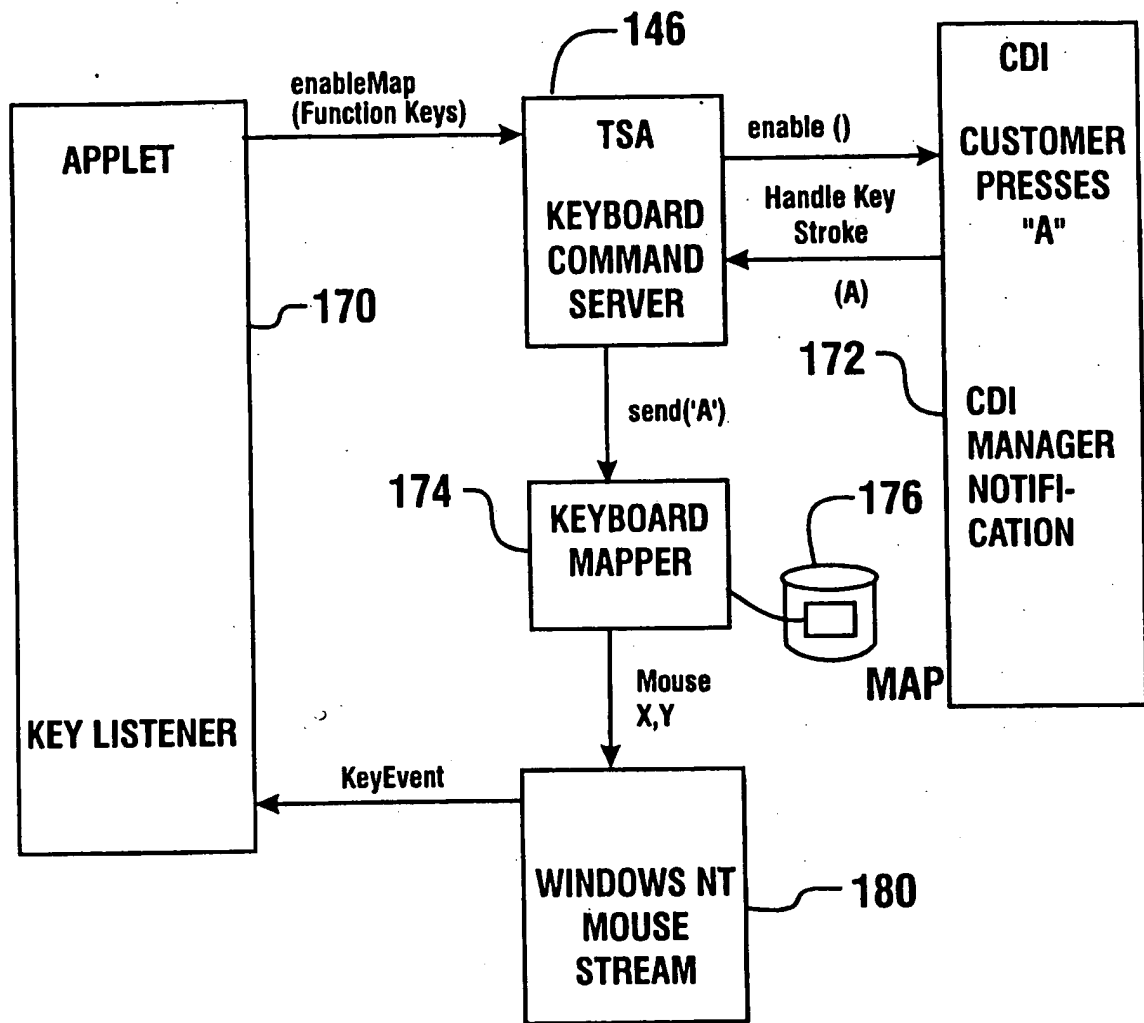 146
enableMap
(Function Keys)
APPLET
170
KEY LISTENER
TSA
KEYBOARD
COMMAND
SERVER
enable ()
Handle Key
Stroke
(A)
CDI
CUSTOMER
PRESSES
"A"
172
CDI
MANAGER
NOTIFI-
CATION
send('A')
174
KEYBOARD
MAPPER
176
MAP
Mouse
X,Y
KeyEvent
WINDOWS NT
MOUSE
STREAM
180